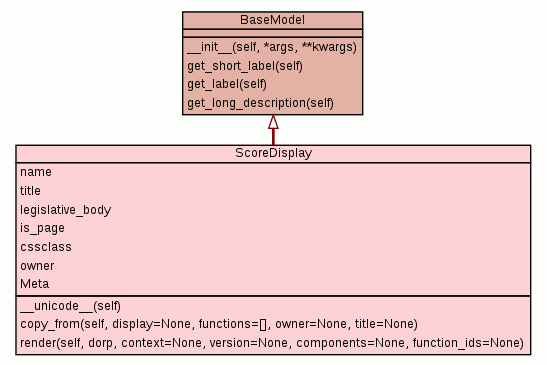 BaseModel
__init__(self, *args, **kwargs)
get_short_label(self)
get_label(self)
get_long_description(self)
ScoreDisplay
name
title
legislative_body
is_page
cssclass
owner
Meta
__unicode__(self)
copy_from(self, display=None, functions=[], owner=None, title=None)
render(self, dorp, context=None, version=None, components=None, function_ids=None)